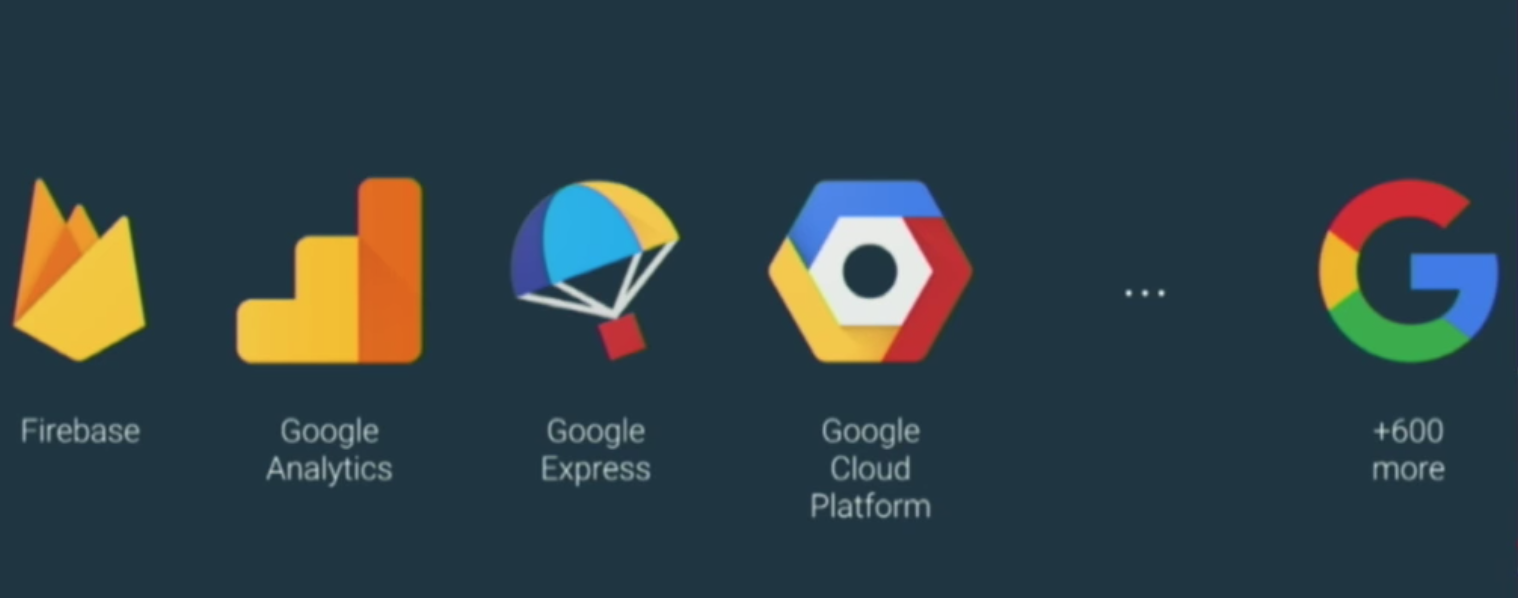 Firebase
Google
Analytics
Google
Express
Google
Cloud
Platform
...
+600
more